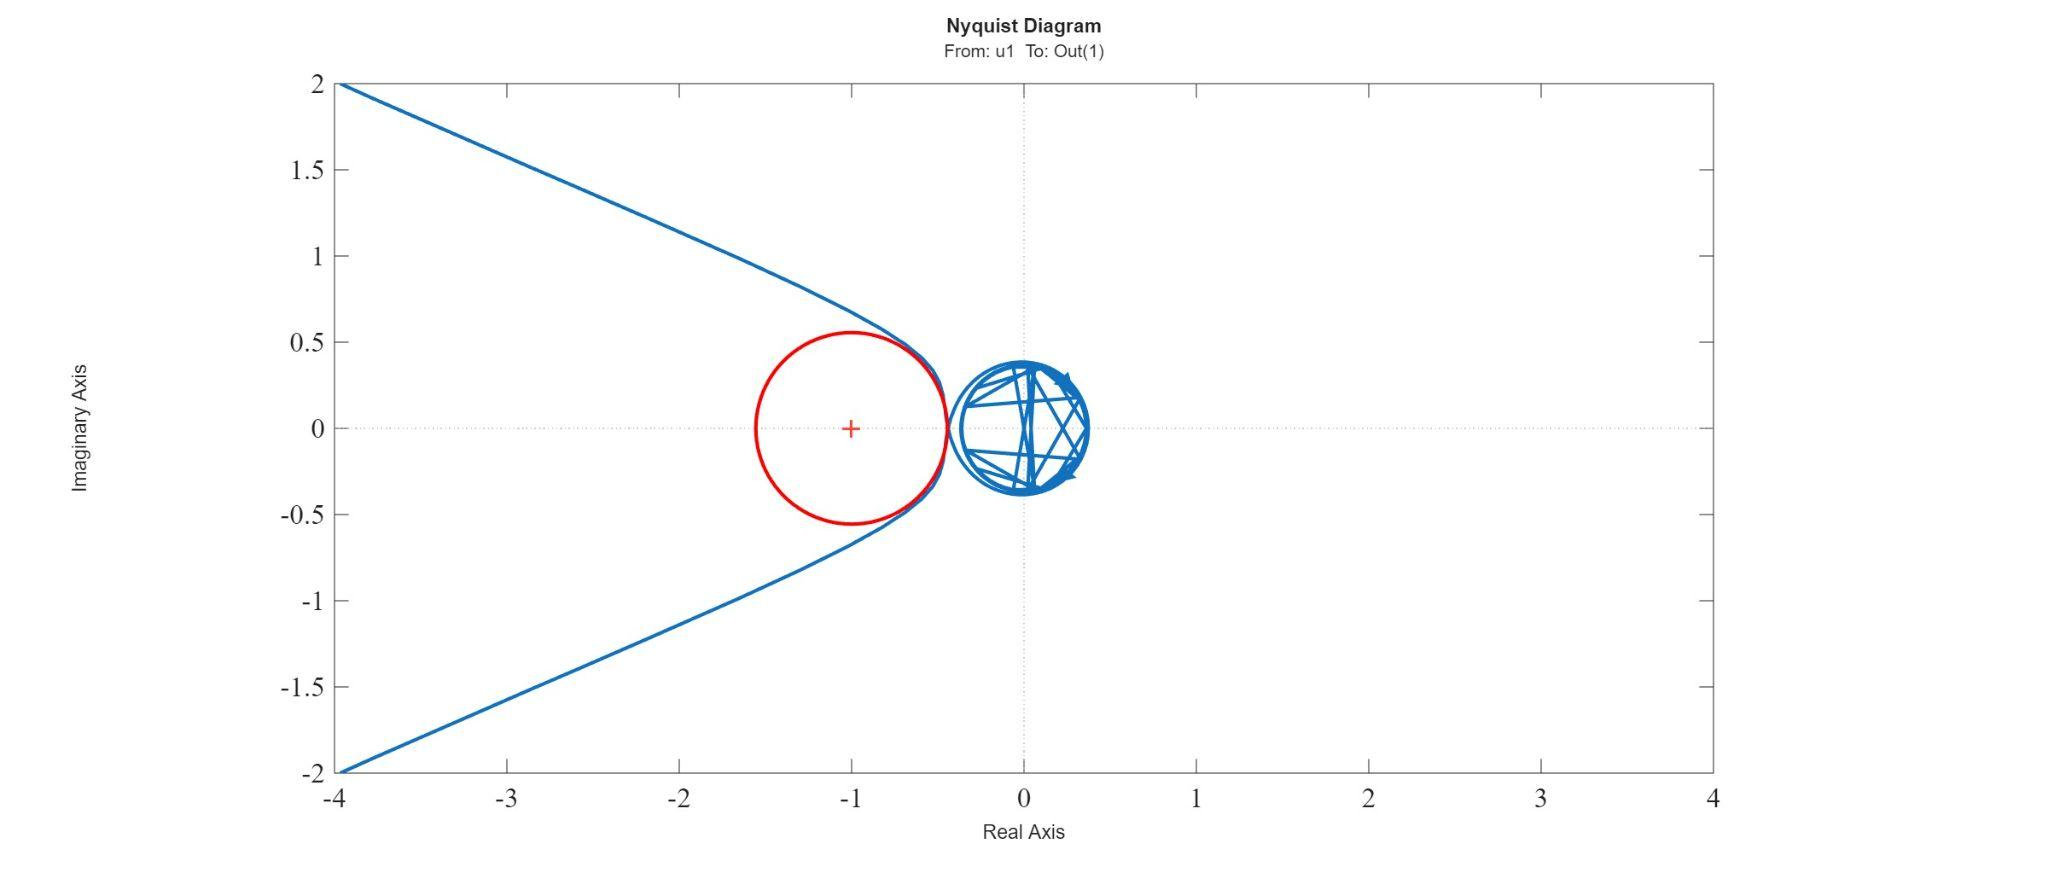 Nyquist Diagram
From: u1 To: Out(1)
2
1.5
1
0.5
0
-0.5
-1
-1.5
-2
Imaginary Axis
-4 -3 -2 -1 0 1 2 3 4
Real Axis